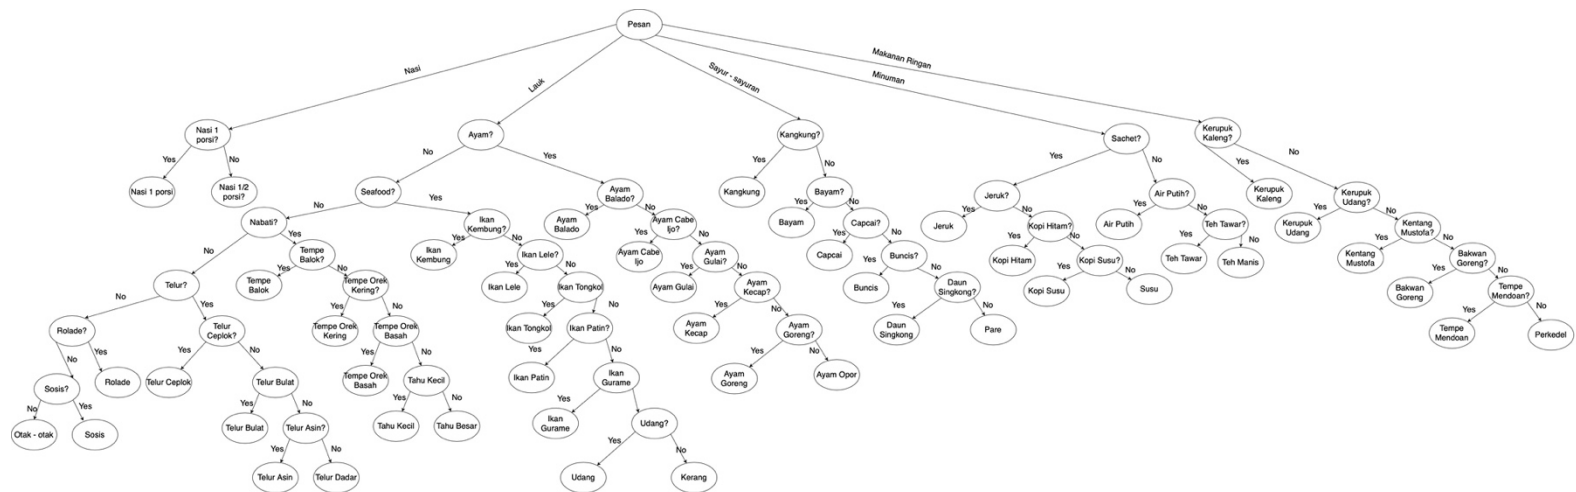 Pesan
Nasi
Lauk
Sayur - sayuran
Minuman
Makanan Ringan
Nasi 1
porsi?
Ayam?
Kangkung?
Sachet?
Kerupuk
Kaleng?
Yes
No
No
Yes
Yes
No
Yes
No
Yes
No
Nasi 1 porsi
Nasi 1/2
porsi?
Seafood?
Ayam
Balado?
Kangkung
Bayam?
Jeruk?
Air Putih?
Kerupuk
Kaleng
Kerupuk
Udang?
No
Yes
No
Yes
Yes
No
Yes
No
Yes
No
Yes
No
Yes
No
Nabati?
Ikan
Kembung?
Ayam
Balado
Ayam Cabe
Ijo?
Bayam
Capcai?
Jeruk
Kopi Hitam?
Air Putih
Teh Tawar?
Kerupuk
Udang
Kentang
Mustofa?
No
Yes
Yes
No
Yes
No
Yes
No
Yes
No
Yes
No
Yes
No
Tempe
Balok?
Ikan
Kembung
Ikan Lele?
Ayam Cabe
Ijo
Ayam
Gulai?
Capcai
Buncis?
Kopi Hitam
Kopi Susu?
Teh Tawar
Teh Manis
Kentang
Mustofa
Bakwan
Goreng?
Yes
No
Yes
No
Yes
No
Yes
No
Yes
No
Yes
No
Telur?
Tempe
Balok
Tempe Orek
Kering?
Ikan Lele
Ikan Tongkol
Ayam Gulai
Ayam
Kecap?
Buncis
Daun
Singkong?
Kopi Susu
Susu
Bakwan
Goreng
Tempe
Mendoan?
No
Yes
Yes
No
Yes
No
Yes
No
Yes
No
Yes
No
Rolade?
Telur
Ceplok?
Tempe Orek
Kering
Tempe Orek
Basah
Ikan Tongkol
Ikan Patin?
Ayam
Kecap
Ayam
Goreng?
Daun
Singkong
Pare
Tempe
Mendoan
Perkedel
No
Yes
Yes
No
Yes
No
Yes
No
Yes
No
Sosis?
Rolade
Telur Ceplok
Telur Bulat
Tempe Orek
Basah
Tahu Kecil
Ikan Patin
Ikan
Gurame
Ayam
Goreng
Ayam Opor
No
Yes
Yes
No
Yes
No
Yes
Otak - otak
Sosis
Telur Bulat
Telur Asin?
Tahu Kecil
Tahu Besar
Ikan
Gurame
Udang?
Yes
No
Yes
No
Telur Asin
Telur Dadar
Udang
Kerang